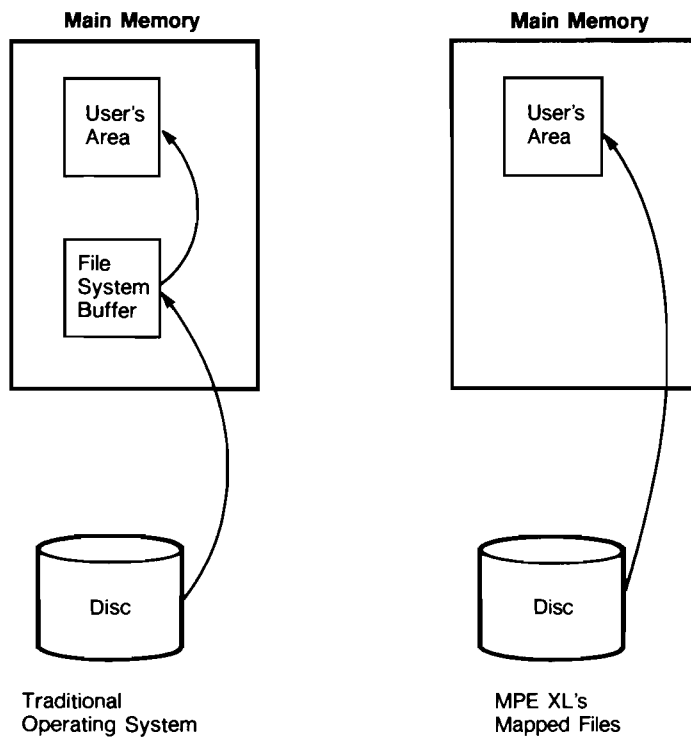 Main Memory
User's
Area
File
System
Buffer
Disc
Traditional
Operating System
Main Memory
User's
Area
Disc
MPE XL's
Mapped Files